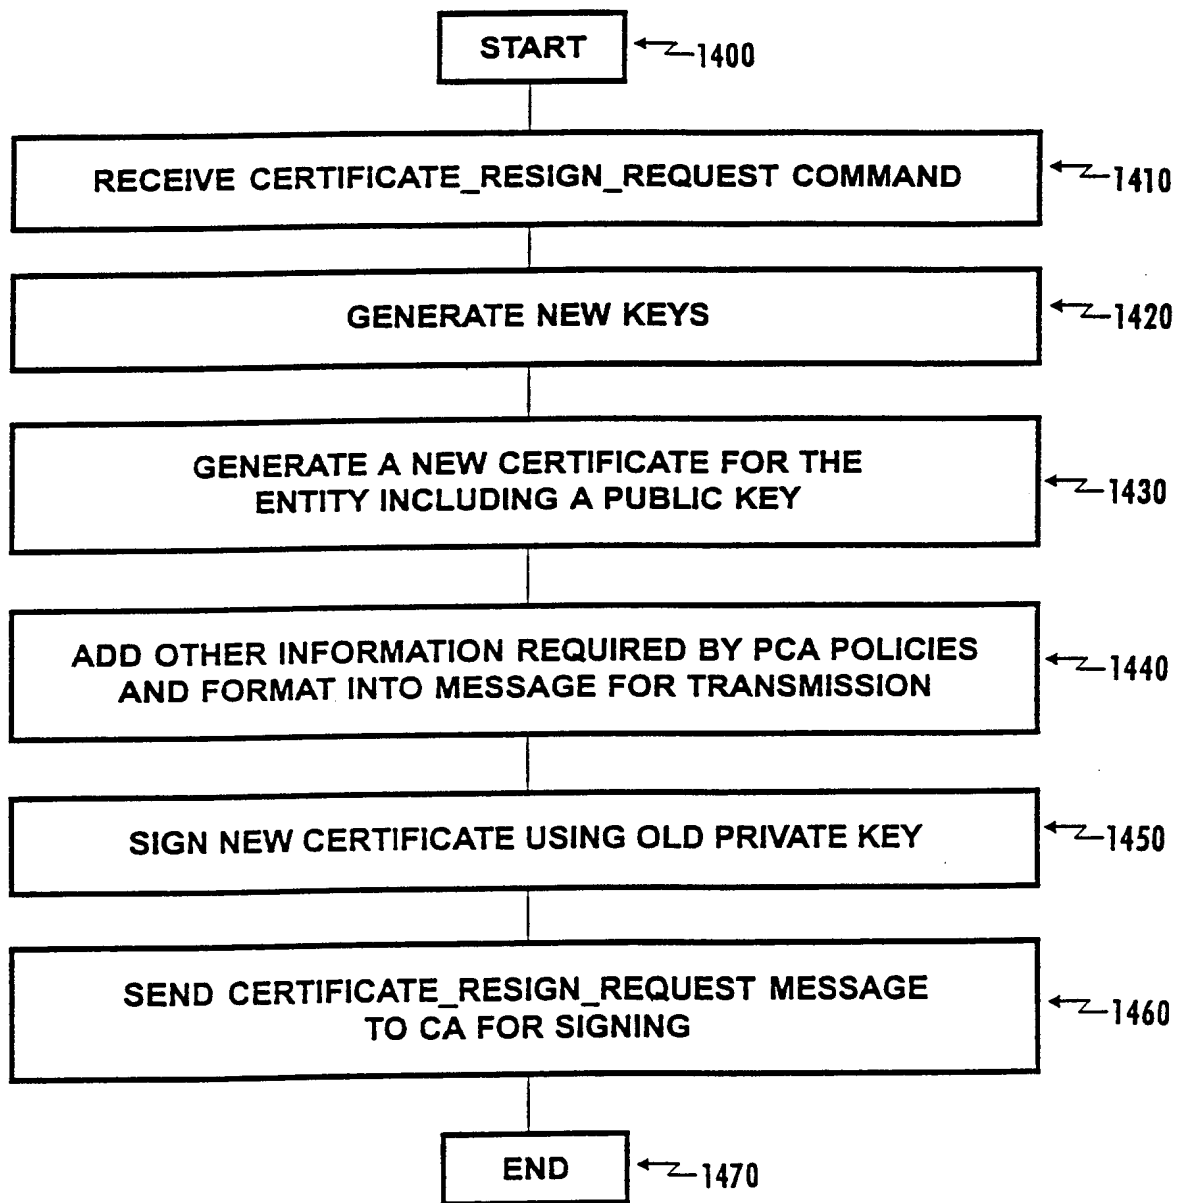 START
1400
RECEIVE CERTIFICATE_RESIGN_REQUEST COMMAND
1410
GENERATE NEW KEYS
1420
GENERATE A NEW CERTIFICATE FOR THE
ENTITY INCLUDING A PUBLIC KEY
1430
ADD OTHER INFORMATION REQUIRED BY PCA POLICIES
AND FORMAT INTO MESSAGE FOR TRANSMISSION
1440
SIGN NEW CERTIFICATE USING OLD PRIVATE KEY
1450
SEND CERTIFICATE_RESIGN_REQUEST MESSAGE
TO CA FOR SIGNING
1460
END
1470